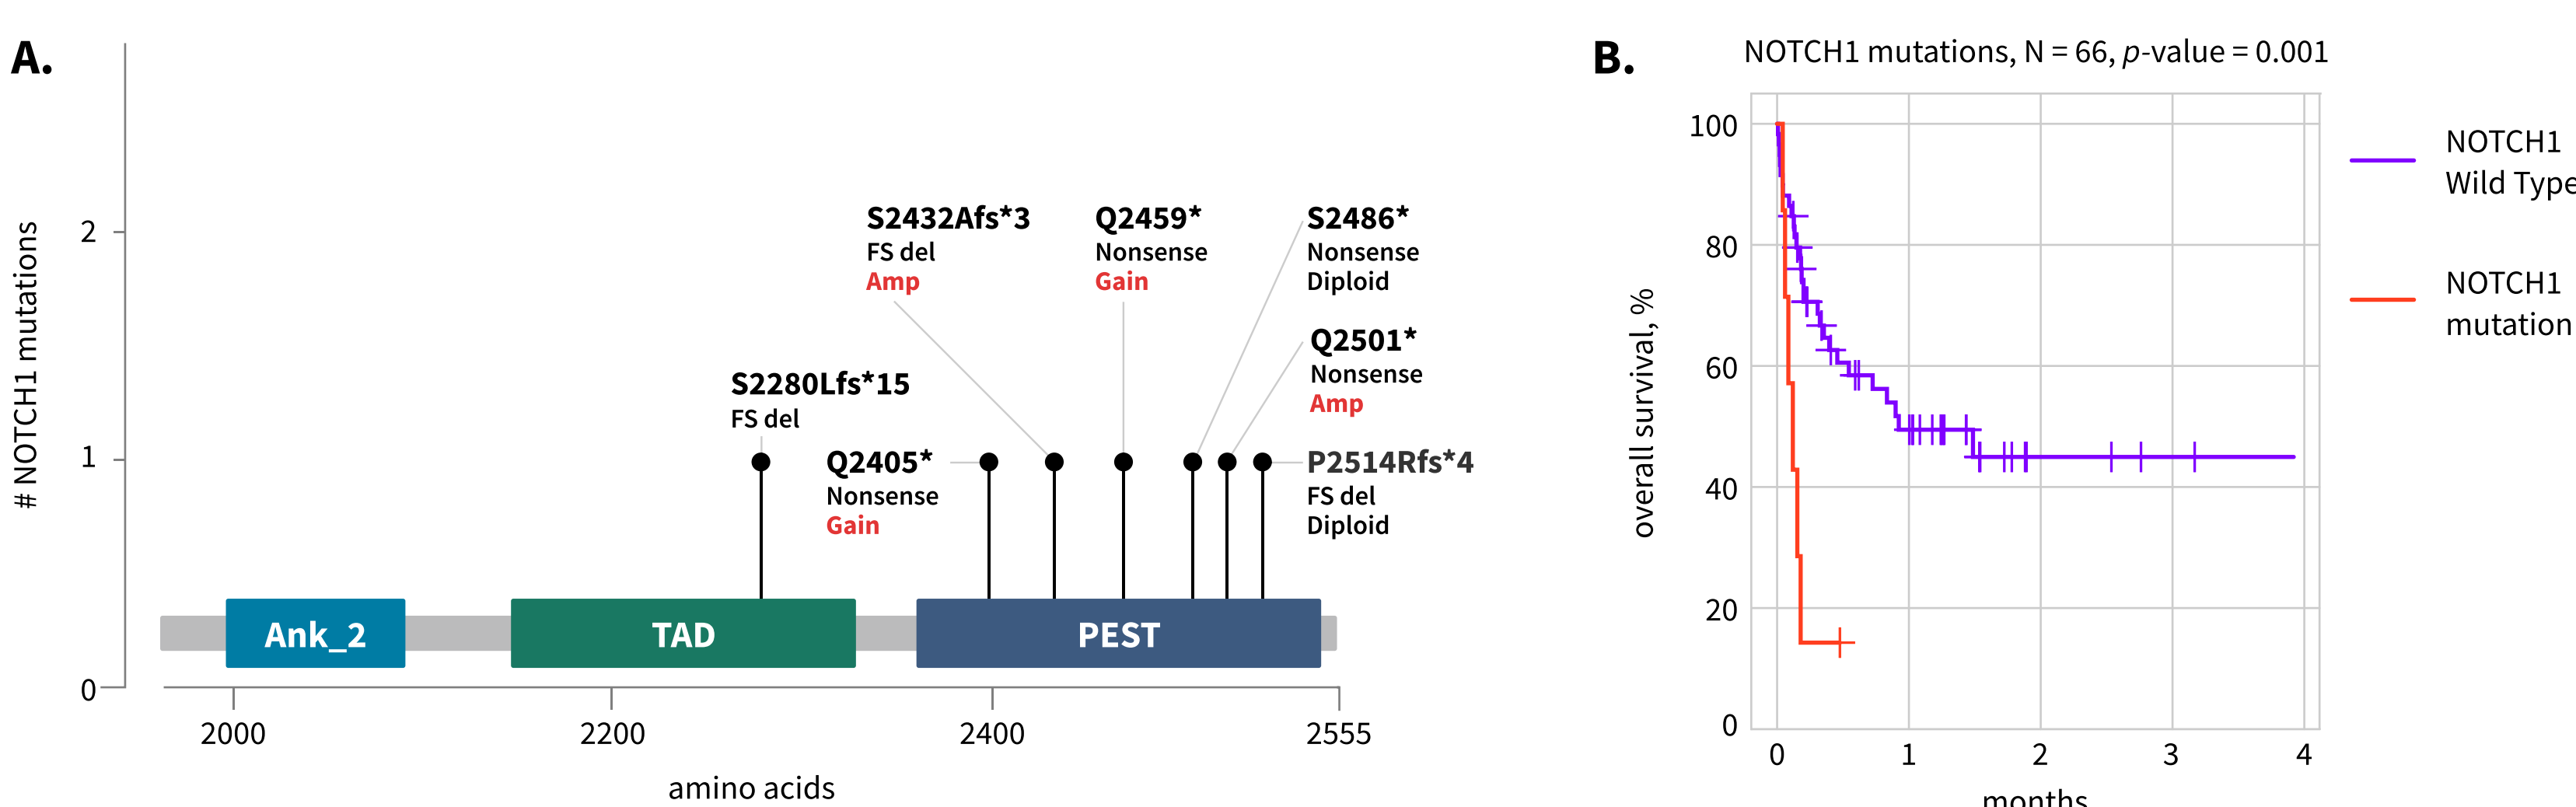 A.
# NOTCH1 mutations
2
1
0
S2432Afs*3
FS del
Amp
Q2459*
Nonsense
Gain
S2486*
Nonsense
Diploid
Q2501*
Nonsense
Amp
S2280Lfs*15
FS del
Q2405*
Nonsense
Gain
P2514Rfs*4
FS del
Diploid
Ank_2
TAD
PEST
2000
2200
2400
2555
amino acids
B.
NOTCH1 mutations, N = 66, p-value = 0.001
overall survival, %
100
80
60
40
20
0
0
1
2
3
4
months
NOTCH1
Wild Type
NOTCH1
mutation